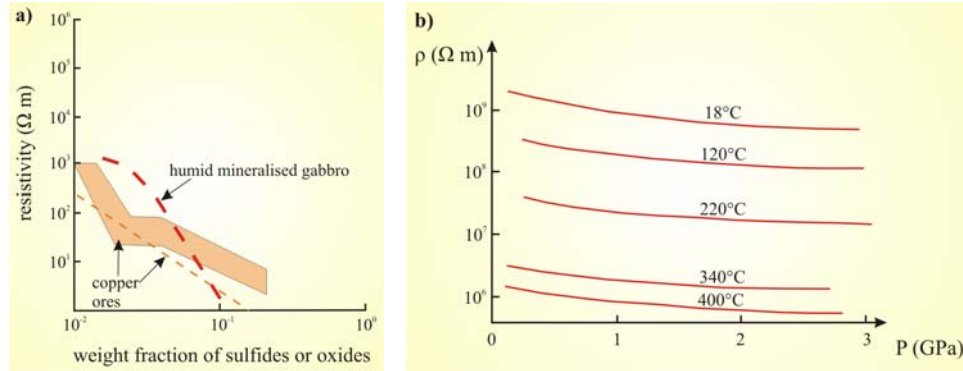 a)
10⁶
10⁵
10⁴
10³
10²
10¹
resistivity (Ω m)
humid mineralised gabbro
copper
ores
10⁻²
10⁻¹
10⁰
weight fraction of sulfides or oxides
b)
ρ (Ω m)
10⁹
10⁸
10⁷
10⁶
18°C
120°C
220°C
340°C
400°C
0
1
2
3
P (GPa)